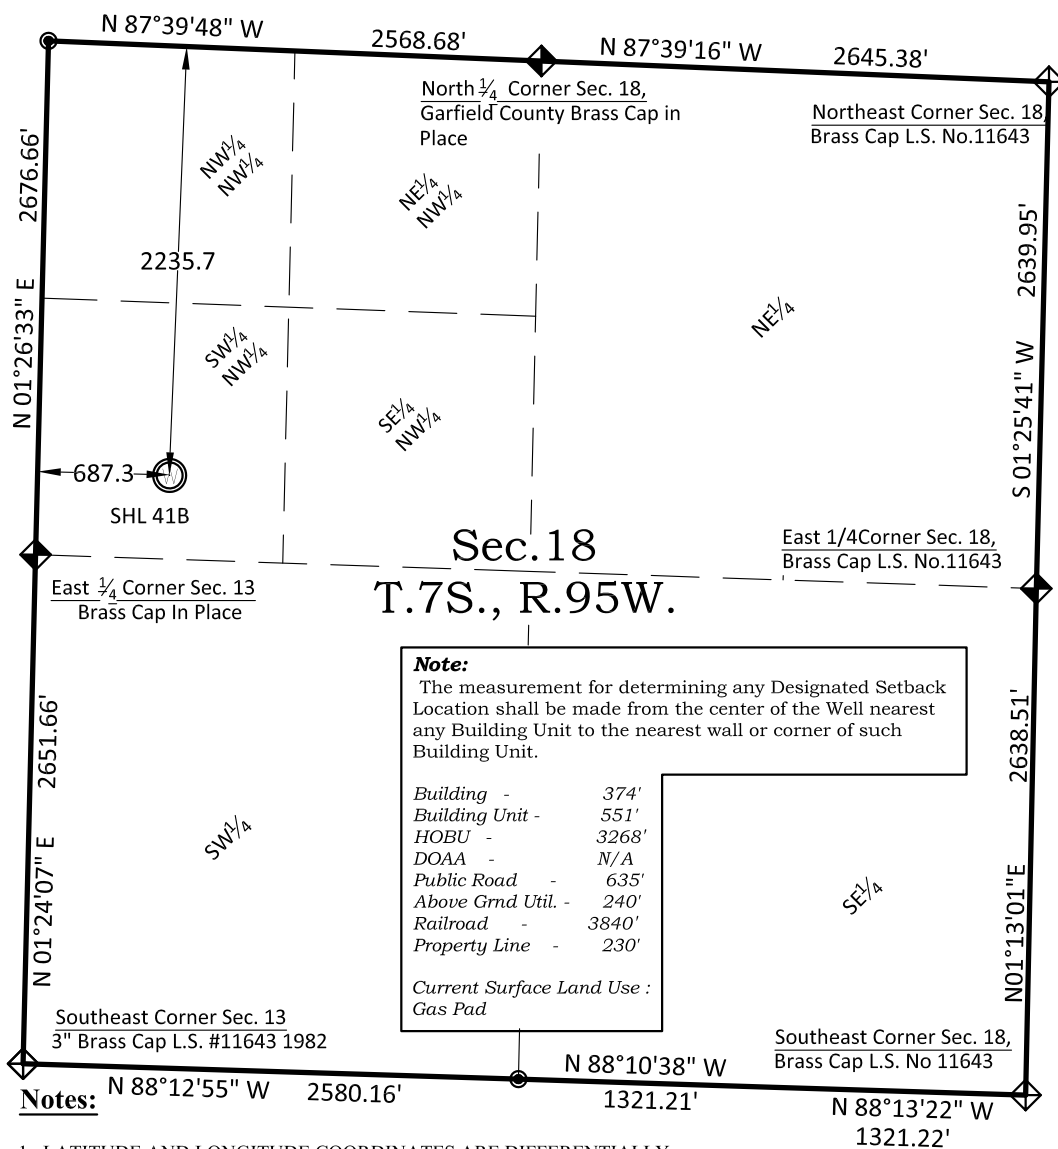 N 87°39'48" W
2568.68'
N 87°39'16" W
2645.38'
North 1/4 Corner Sec. 18,
Garfield County Brass Cap in
Place
Northeast Corner Sec. 18,
Brass Cap L.S. No.11643
2676.66'
N 01°26'33" E
NW1/4
NW1/4
NE1/4
NW1/4
2235.7
2639.95'
S 01°25'41" W
NE1/4
SW1/4
NW1/4
SE1/4
NW1/4
687.3
W
SHL 41B
Sec.18
T.7S., R.95W.
East 1/4Corner Sec. 18,
Brass Cap L.S. No.11643
East 1/4 Corner Sec. 13
Brass Cap In Place
Note:
The measurement for determining any Designated Setback
Location shall be made from the center of the Well nearest
any Building Unit to the nearest wall or corner of such
Building Unit.
Building - 374'
Building Unit - 551'
HOBU - 3268'
DOAA - N/A
Public Road - 635'
Above Grnd Util. - 240'
Railroad - 3840'
Property Line - 230'
Current Surface Land Use :
Gas Pad
2651.66'
N 01°24'07" E
SW1/4
2638.51'
N01°13'01"E
SE1/4
Southeast Corner Sec. 13
3" Brass Cap L.S. #11643 1982
Southeast Corner Sec. 18,
Brass Cap L.S. No 11643
N 88°12'55" W
2580.16'
N 88°10'38" W
1321.21'
N 88°13'22" W
1321.22'
Notes:
1. LATITUDE AND LONGITUDE COORDINATES ARE DIFFERENTIALLY